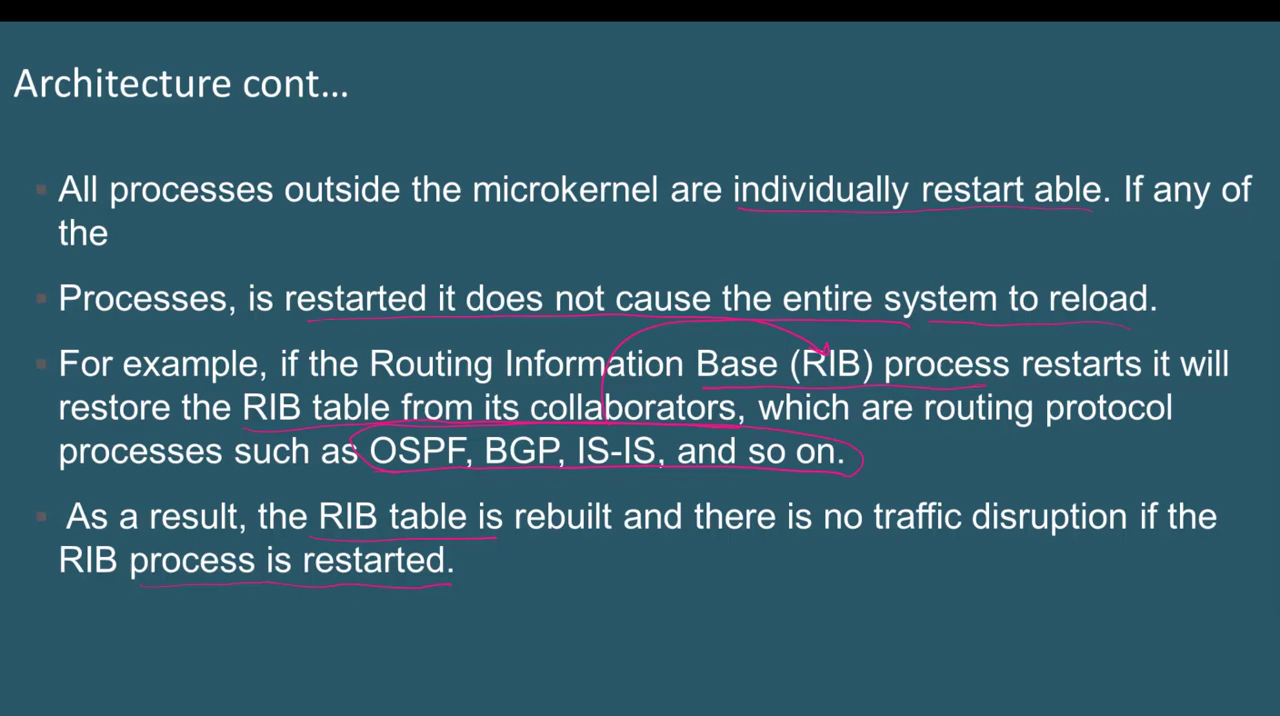 Architecture cont...
All processes outside the microkernel are individually restart able. If any of
the
Processes, is restarted it does not cause the entire system to reload.
For example, if the Routing Information Base (RIB) process restarts it will
restore the RIB table from its collaborators, which are routing protocol
processes such as OSPF, BGP, IS-IS, and so on.
As a result, the RIB table is rebuilt and there is no traffic disruption if the
RIB process is restarted.